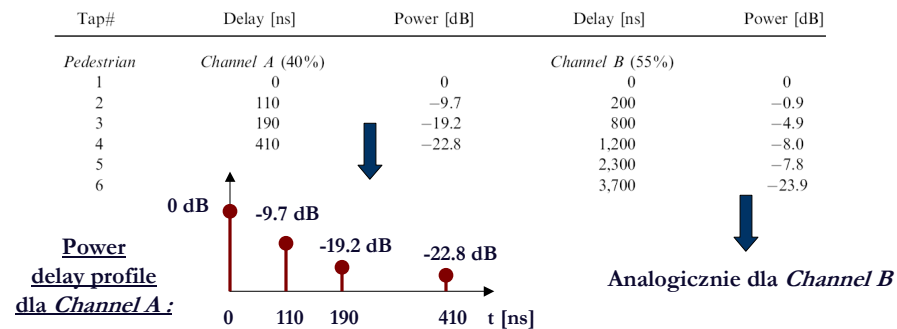 Tap# Delay [ns] Power [dB] Delay [ns] Power [dB]
Pedestrian Channel A (40%) Channel B (55%)
1 0 0 0 0
2 110 −9.7 200 −0.9
3 190 −19.2 800 −4.9
4 410 −22.8 1,200 −8.0
5 2,300 −7.8
6 3,700 −23.9
0 dB
-9.7 dB
-19.2 dB
-22.8 dB
Power
delay profile
dla Channel A :
0 110 190 410 t [ns]
Analogicznie dla Channel B